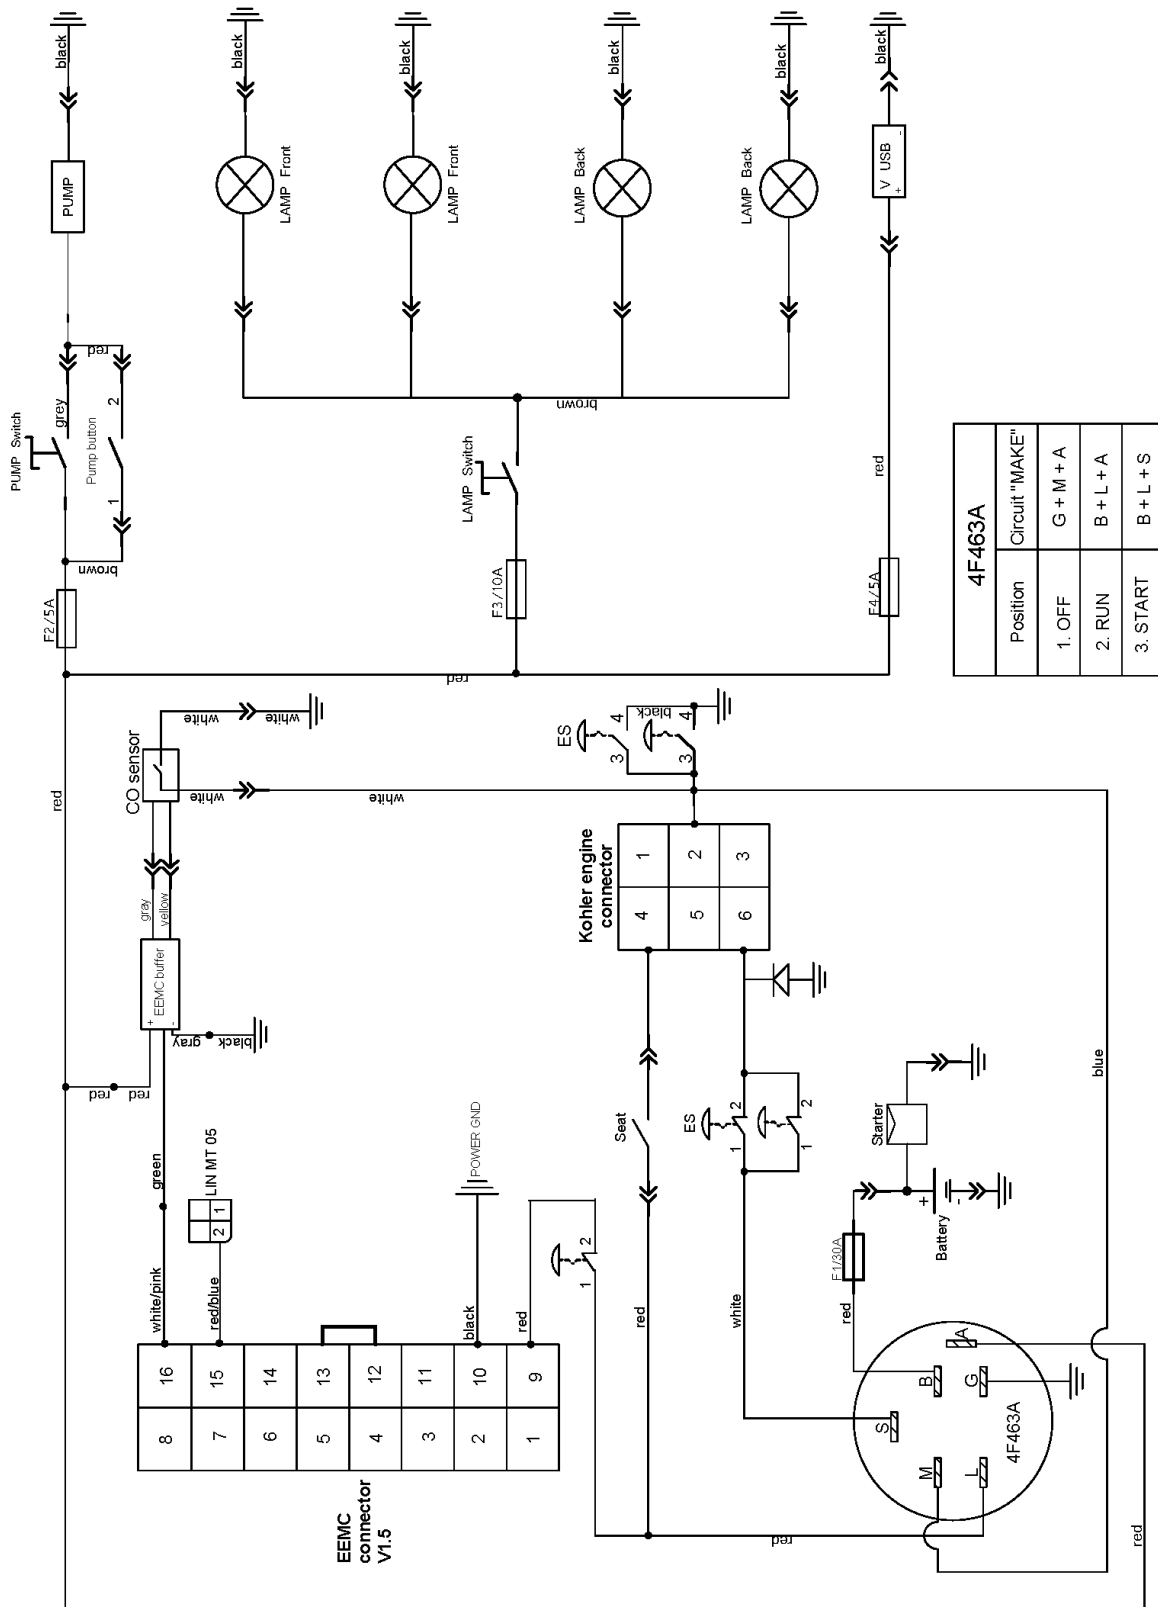 black
black
black
black
black
black
PUMP
LAMP Front
LAMP Front
LAMP Back
LAMP Back
+ V USB -
red
grey
PUMP Switch
Pump button
1
2
brown
F2/5A
brown
LAMP Switch
F3/10A
red
F4/5A
red
4F463A
Position
Circuit "MAKE"
1. OFF
G + M + A
2. RUN
B + L + A
3. START
B + L + S
red
CO sensor
white
white
white
white
gray
yellow
EEMC buffer
+
-
gray
black
red
red
green
white/pink
LIN MT 05
2
1
red/blue
EEMC
connector
V1.5
8
16
7
15
6
14
5
13
4
12
3
11
2
10
1
9
POWER GND
black
red
1
2
ES
3
4
black
3
4
Kohler engine
connector
4
1
5
2
6
3
Seat
red
ES
1
2
1
2
white
blue
Starter
+
-
Battery
F1/30A
red
S
B
A
G
M
L
4F463A
red
red